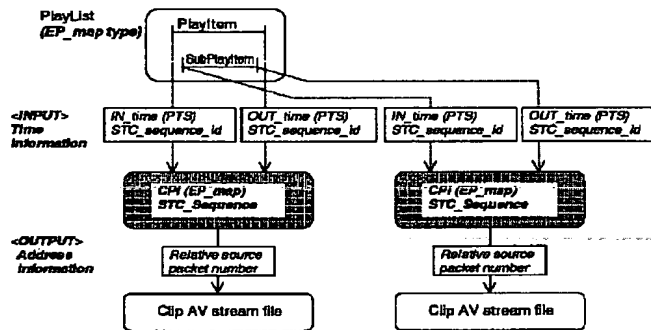 PlayList
(EP_map type)
PlayItem
SubPlayItem
<INPUT>
Time
Information
IN_time (PTS)
STC_sequence_id
OUT_time (PTS)
STC_sequence_id
IN_time (PTS)
STC_sequence_id
OUT_time (PTS)
STC_sequence_id
CPI (EP_map)
STC_Sequence
CPI (EP_map)
STC_Sequence
<OUTPUT>
Address
Information
Relative source
packet number
Relative source
packet number
Clip AV stream file
Clip AV stream file